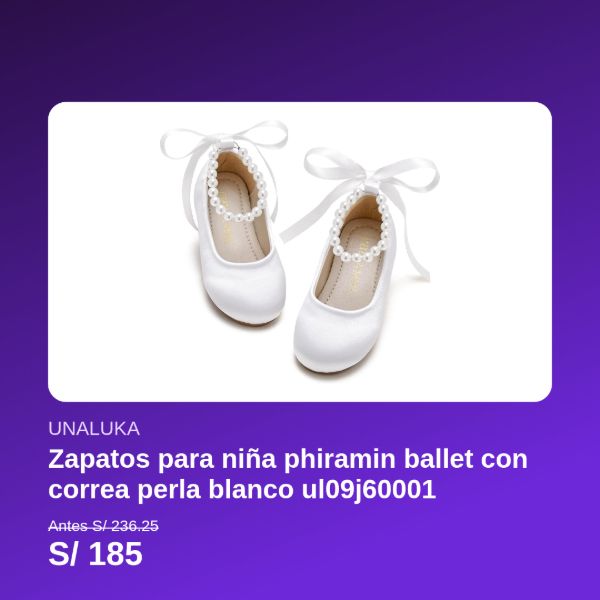 UNALUKA
Zapatos para niña phiramin ballet con
correa perla blanco ul09j60001
Antes S/ 236.25
S/ 185